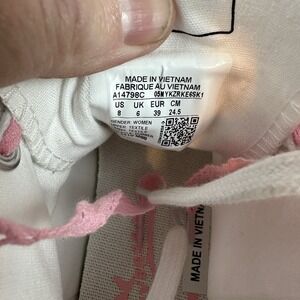 MADE IN VIETNAM
FABRIQUE AU VIETNAM
A14798C 05MYKZRKE6SK1
US UK EUR CM
8 6 39 24.5
GENDER: WOMEN
UPPER: TEXTILE
MADE IN VIETNAM